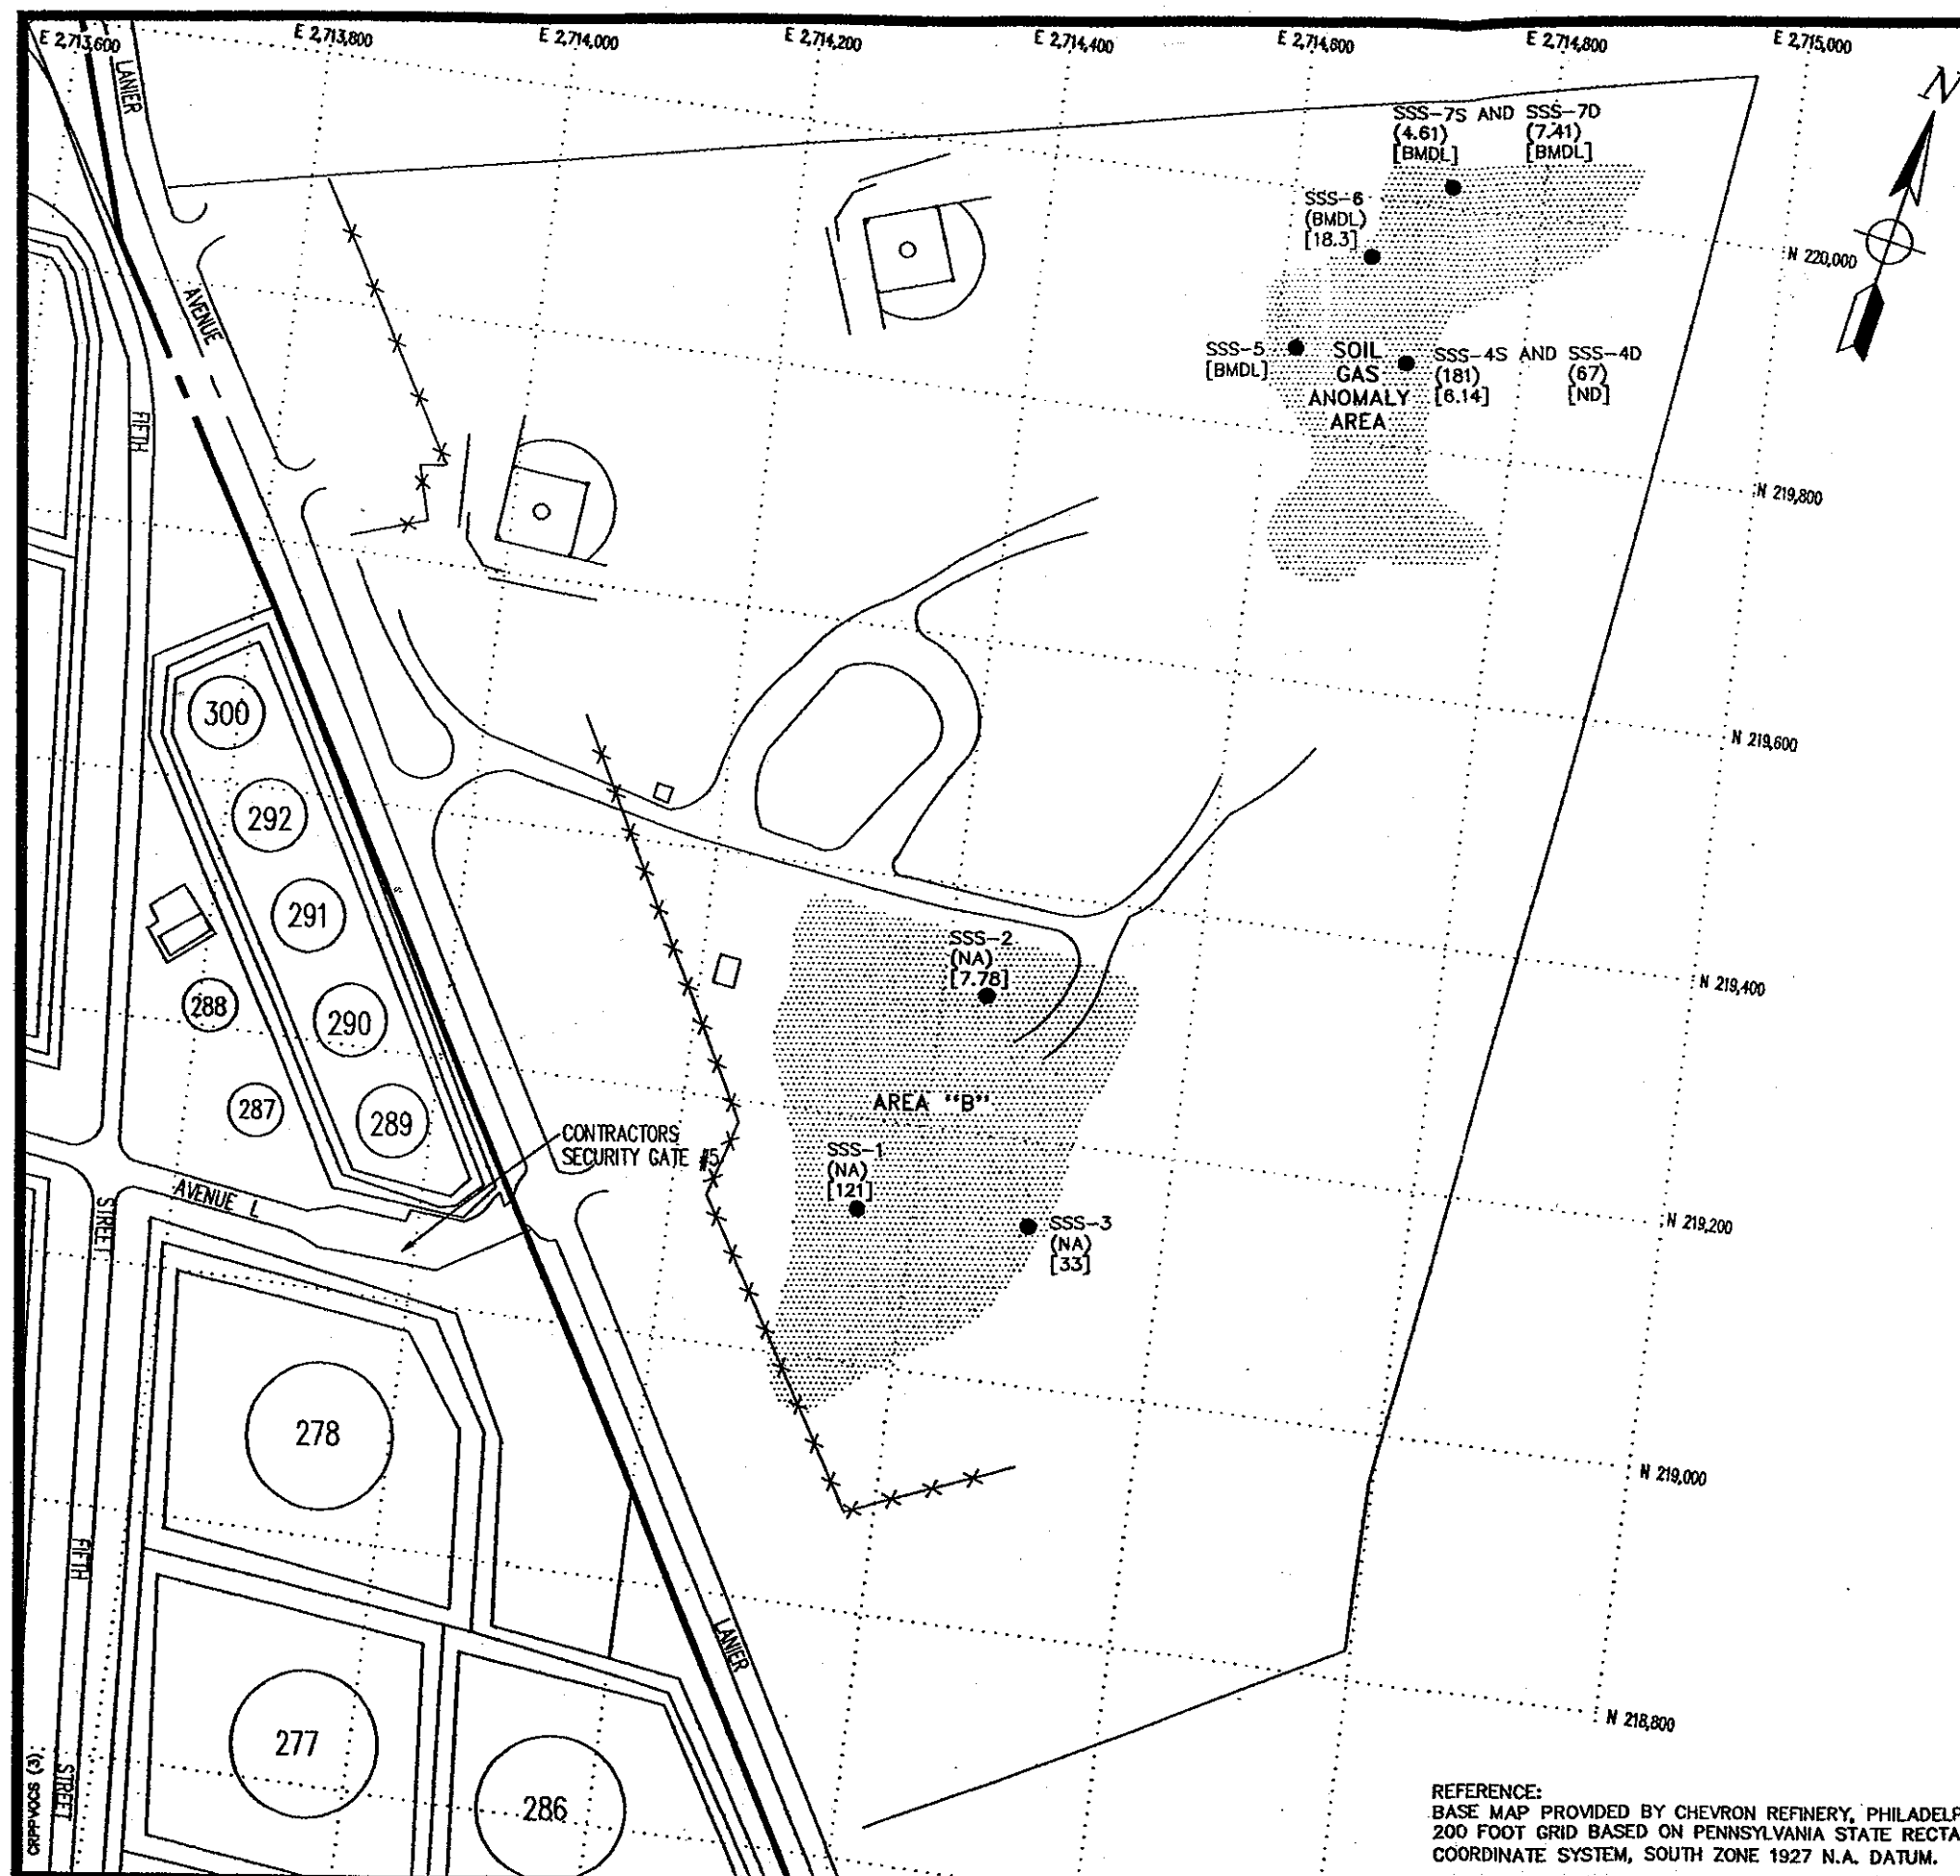 E 2,713,600
E 2,713,800
E 2,714,000
E 2,714,200
E 2,714,400
E 2,714,600
E 2,714,800
E 2,715,000
N
LANIER
AVENUE
FIFTH
SSS-7S AND SSS-7D
(4.61) (7.41)
[BMDL] [BMDL]
SSS-6
(BMDL)
[18.3]
N 220,000
SSS-5
[BMDL]
SOIL
GAS
ANOMALY
AREA
SSS-4S AND SSS-4D
(181) (67)
[6.14] [ND]
N 219,800
N 219,600
300
292
291
290
289
288
287
SSS-2
(NA)
[7.78]
N 219,400
AREA "B"
CONTRACTORS
SECURITY GATE #5
SSS-1
(NA)
[121]
SSS-3
(NA)
[33]
N 219,200
AVENUE L
STREET
278
N 219,000
FIFTH
LANIER
N 218,800
277
286
STREET
CRPPVOCS (3)
REFERENCE:
BASE MAP PROVIDED BY CHEVRON REFINERY, PHILADELP
200 FOOT GRID BASED ON PENNSYLVANIA STATE RECTA
COORDINATE SYSTEM, SOUTH ZONE 1927 N.A. DATUM.